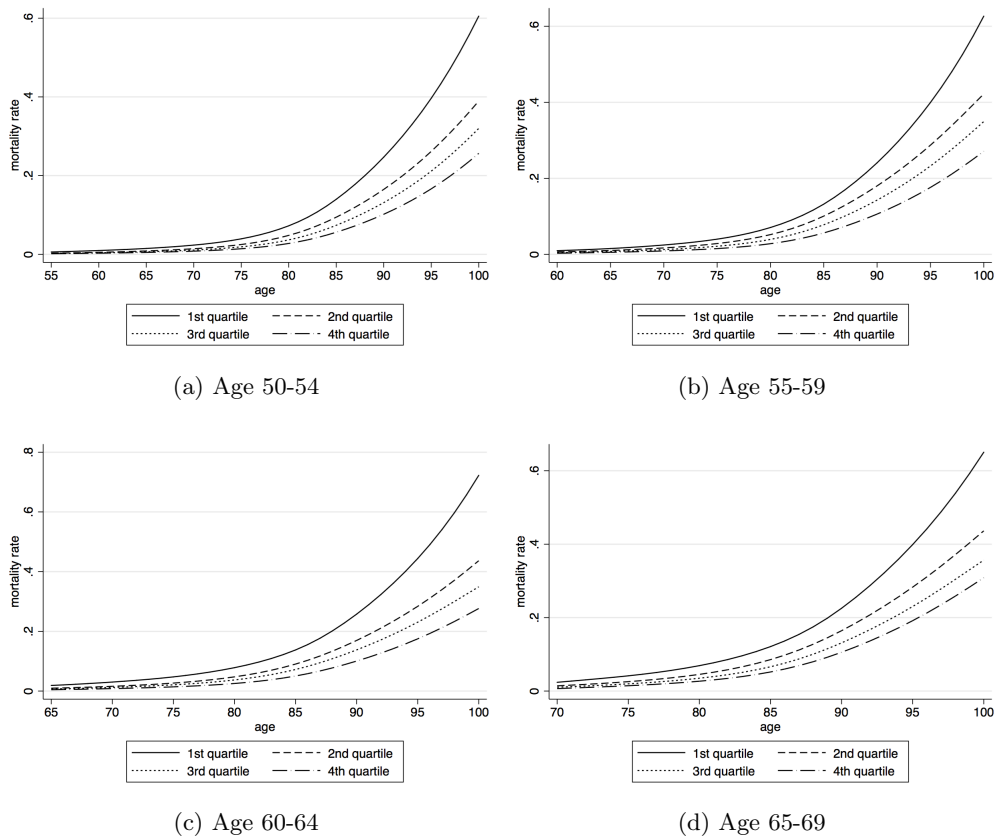 mortality rate
0 .2 .4 .6
55 60 65 70 75 80 85 90 95 100
age
1st quartile 2nd quartile
3rd quartile 4th quartile
(a) Age 50-54
mortality rate
0 .2 .4 .6
60 65 70 75 80 85 90 95 100
age
1st quartile 2nd quartile
3rd quartile 4th quartile
(b) Age 55-59
mortality rate
0 .2 .4 .6 .8
65 70 75 80 85 90 95 100
age
1st quartile 2nd quartile
3rd quartile 4th quartile
(c) Age 60-64
mortality rate
0 .2 .4 .6
70 75 80 85 90 95 100
age
1st quartile 2nd quartile
3rd quartile 4th quartile
(d) Age 65-69